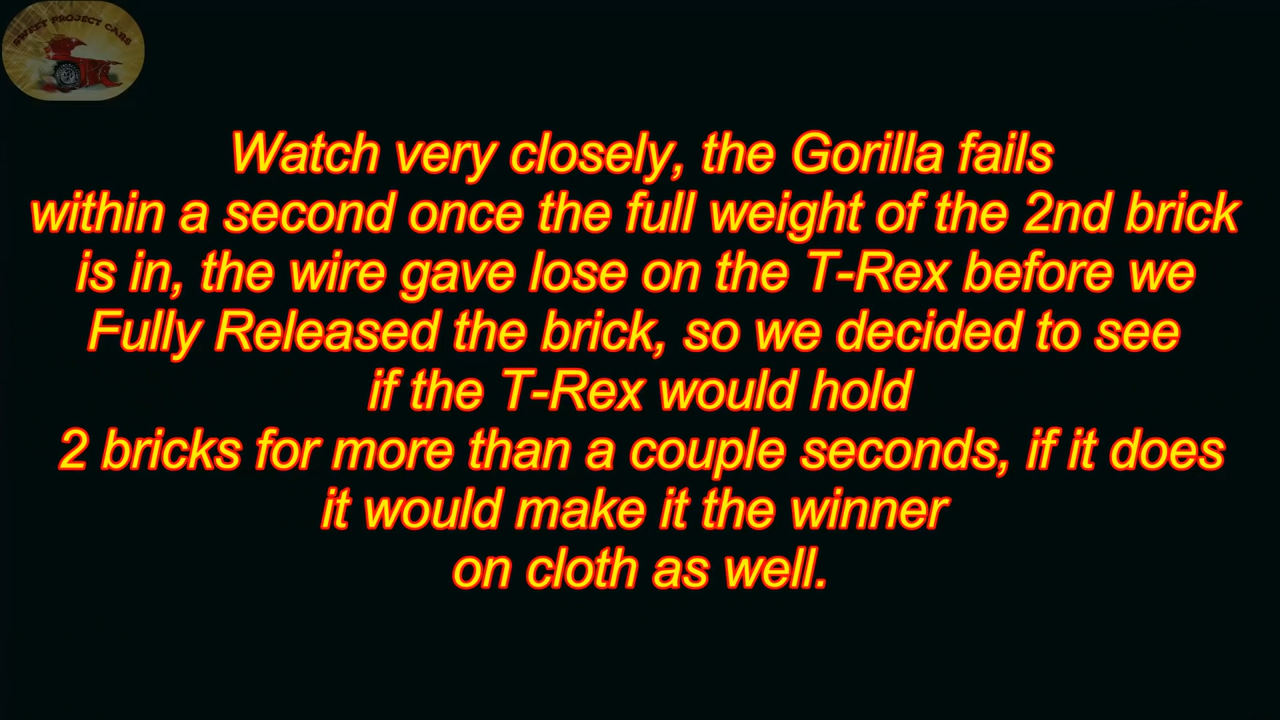 SWEET PROJECT CARS
Watch very closely, the Gorilla fails
within a second once the full weight of the 2nd brick
is in, the wire gave lose on the T-Rex before we
Fully Released the brick, so we decided to see
if the T-Rex would hold
2 bricks for more than a couple seconds, if it does
it would make it the winner
on cloth as well.